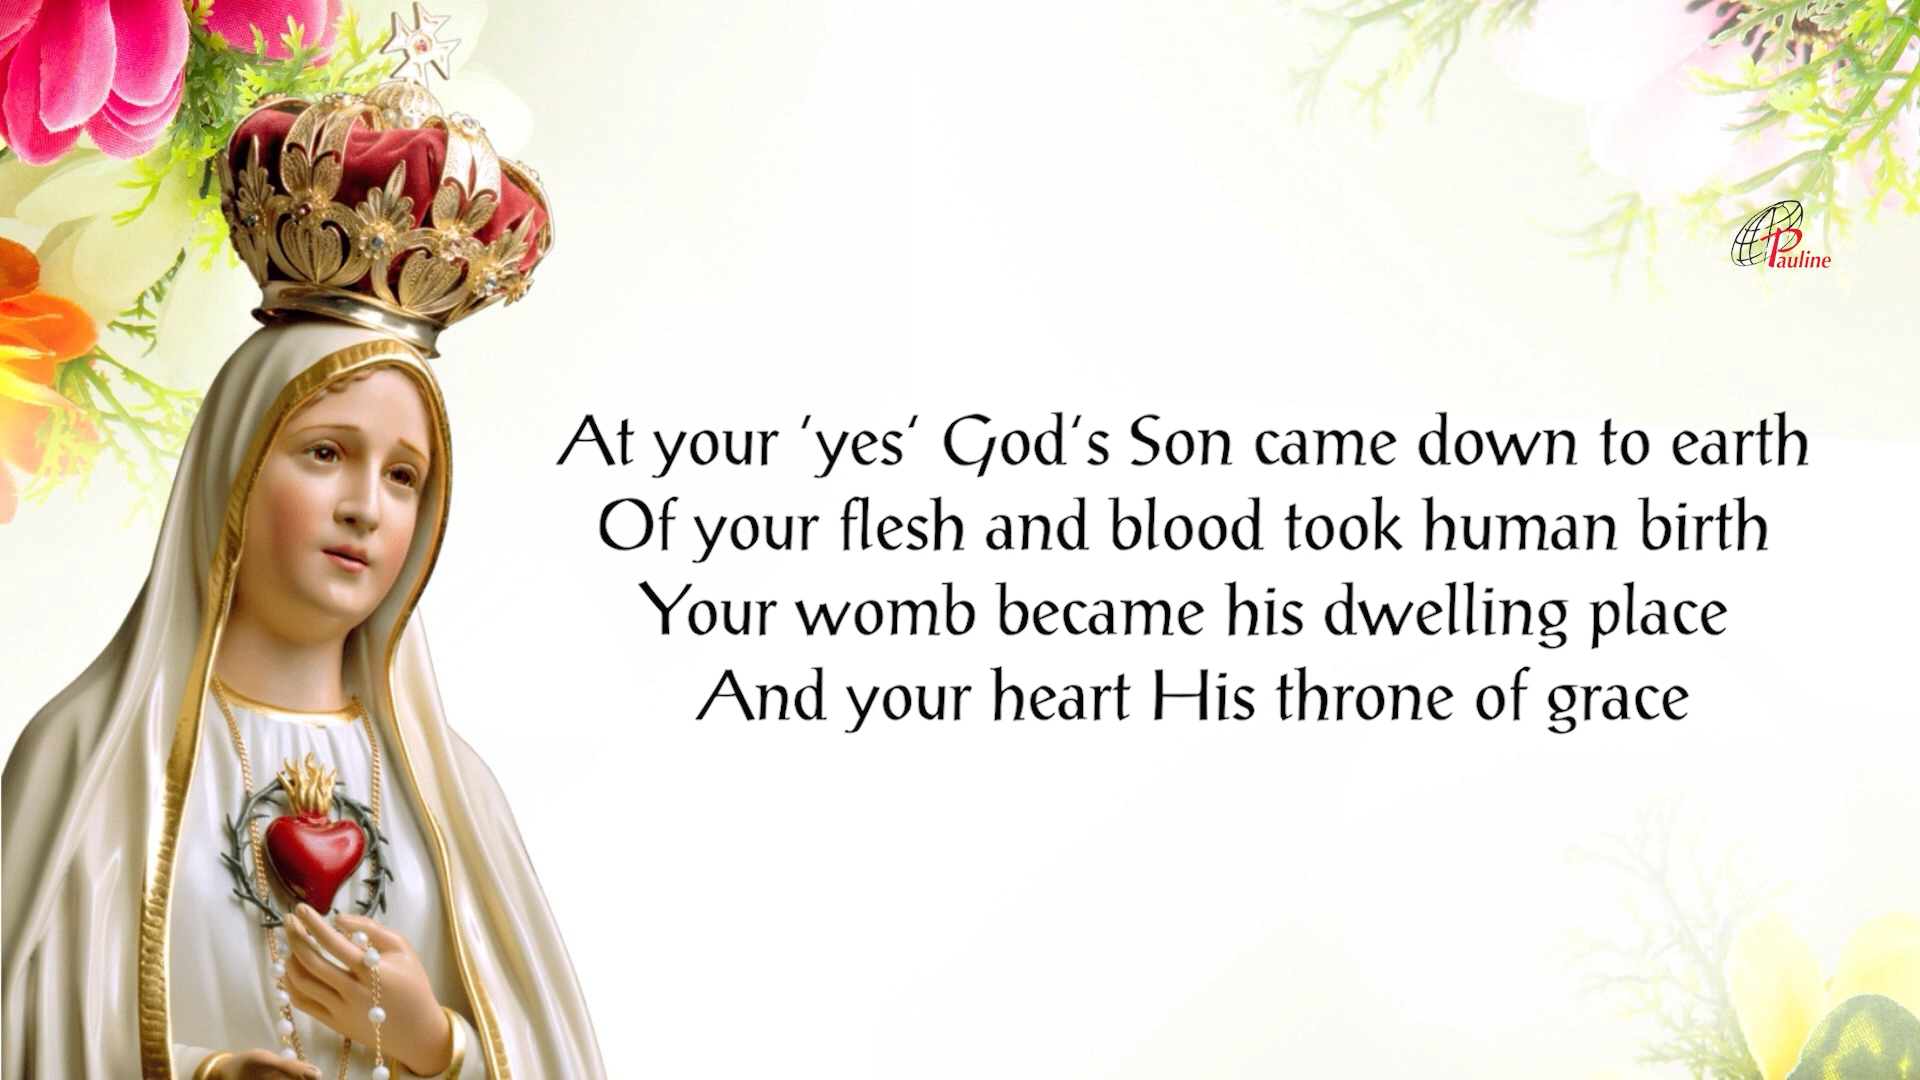 Pauline
At your 'yes' God's Son came down to earth
Of your flesh and blood took human birth
Your womb became his dwelling place
And your heart His throne of grace